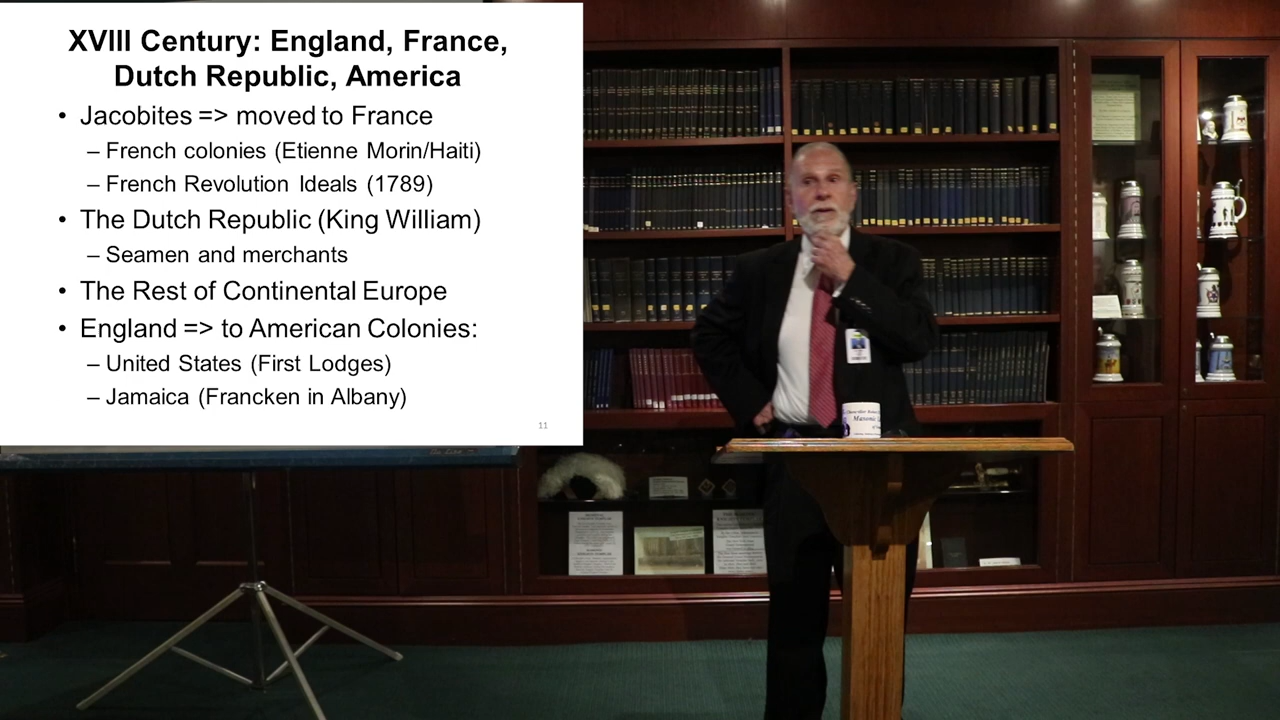 XVIII Century: England, France,
Dutch Republic, America
• Jacobites => moved to France
– French colonies (Etienne Morin/Haiti)
– French Revolution Ideals (1789)
• The Dutch Republic (King William)
– Seamen and merchants
• The Rest of Continental Europe
• England => to American Colonies:
– United States (First Lodges)
– Jamaica (Francken in Albany)
11
Masonic